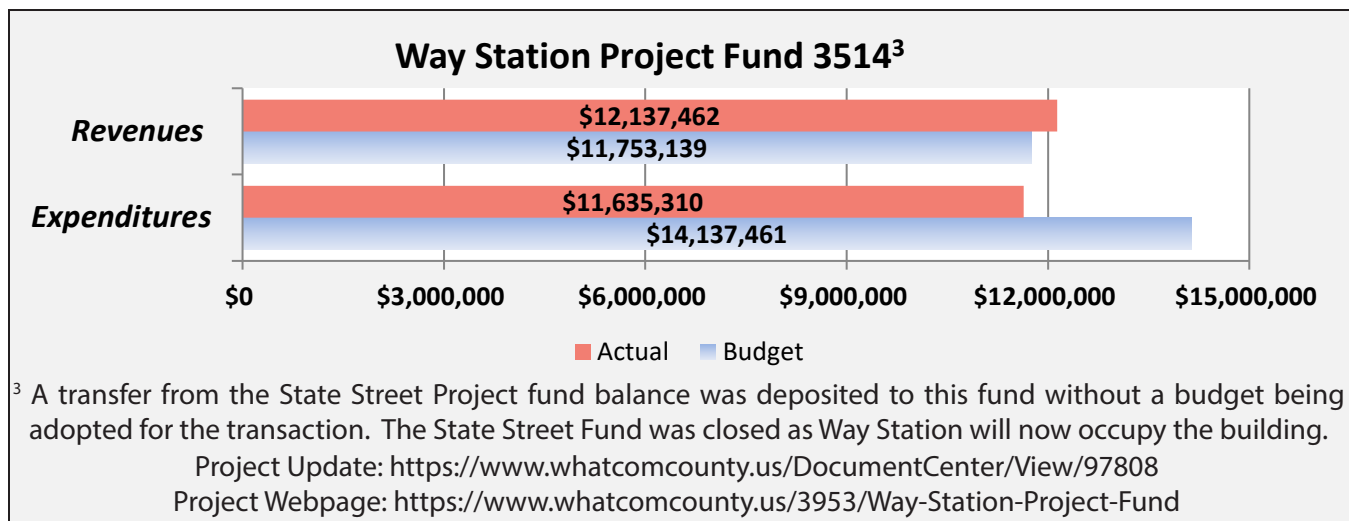 Way Station Project Fund 3514³
Revenues
$12,137,462
$11,753,139
Expenditures
$11,635,310
$14,137,461
$0 $3,000,000 $6,000,000 $9,000,000 $12,000,000 $15,000,000
Actual Budget
³ A transfer from the State Street Project fund balance was deposited to this fund without a budget being
adopted for the transaction. The State Street Fund was closed as Way Station will now occupy the building.
Project Update: https://www.whatcomcounty.us/DocumentCenter/View/97808
Project Webpage: https://www.whatcomcounty.us/3953/Way-Station-Project-Fund